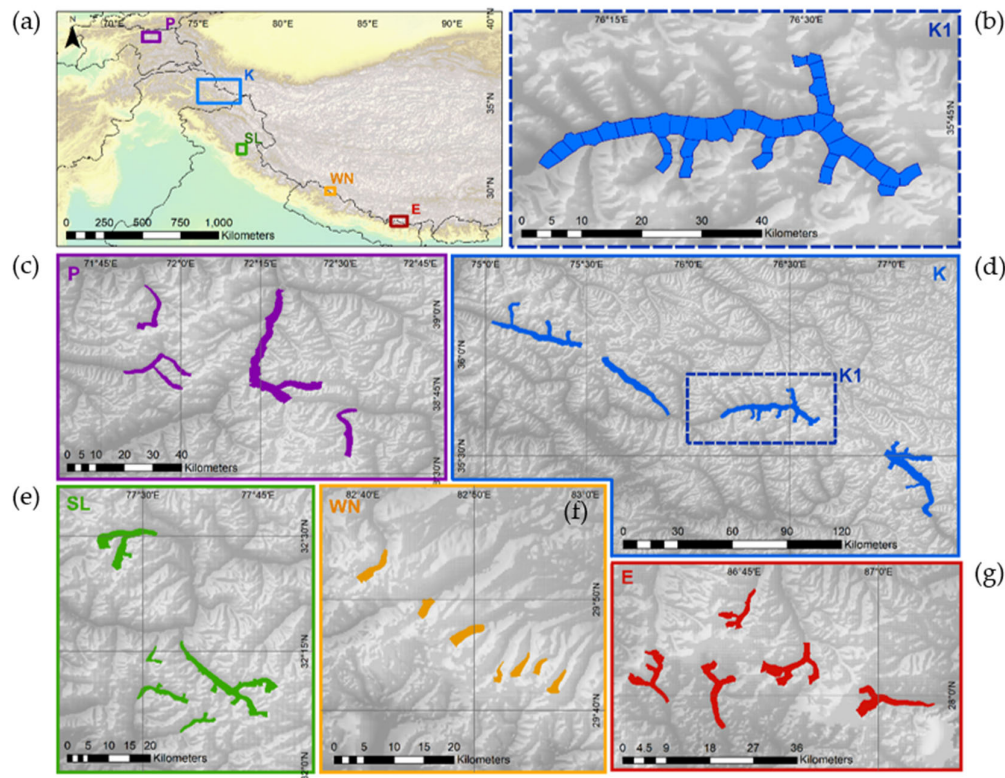 (a)
N
70°E 75°E 80°E 85°E 90°E
40°N
35°N
30°N
P
K
SL
WN
E
0 250 500 750 1,000
Kilometers
(b)
K1
76°15'E 76°30'E
35°45'N
0 5 10 20 30 40
Kilometers
(c)
P
71°45'E 72°0'E 72°15'E 72°30'E 72°45'E
39°0'N
38°45'N
38°30'N
0 5 10 20 30 40
Kilometers
(d)
K
75°0'E 75°30'E 76°0'E 76°30'E 77°0'E
36°0'N
35°30'N
K1
0 30 60 90 120
Kilometers
(e)
SL
77°30'E 77°45'E
32°30'N
32°15'N
32°0'N
0 5 10 15 20
Kilometers
(f)
WN
82°40'E 82°50'E 83°0'E
29°50'N
29°40'N
0 5 10 15 20
Kilometers
(g)
E
86°45'E 87°0'E
28°0'N
0 4.5 9 18 27 36
Kilometers